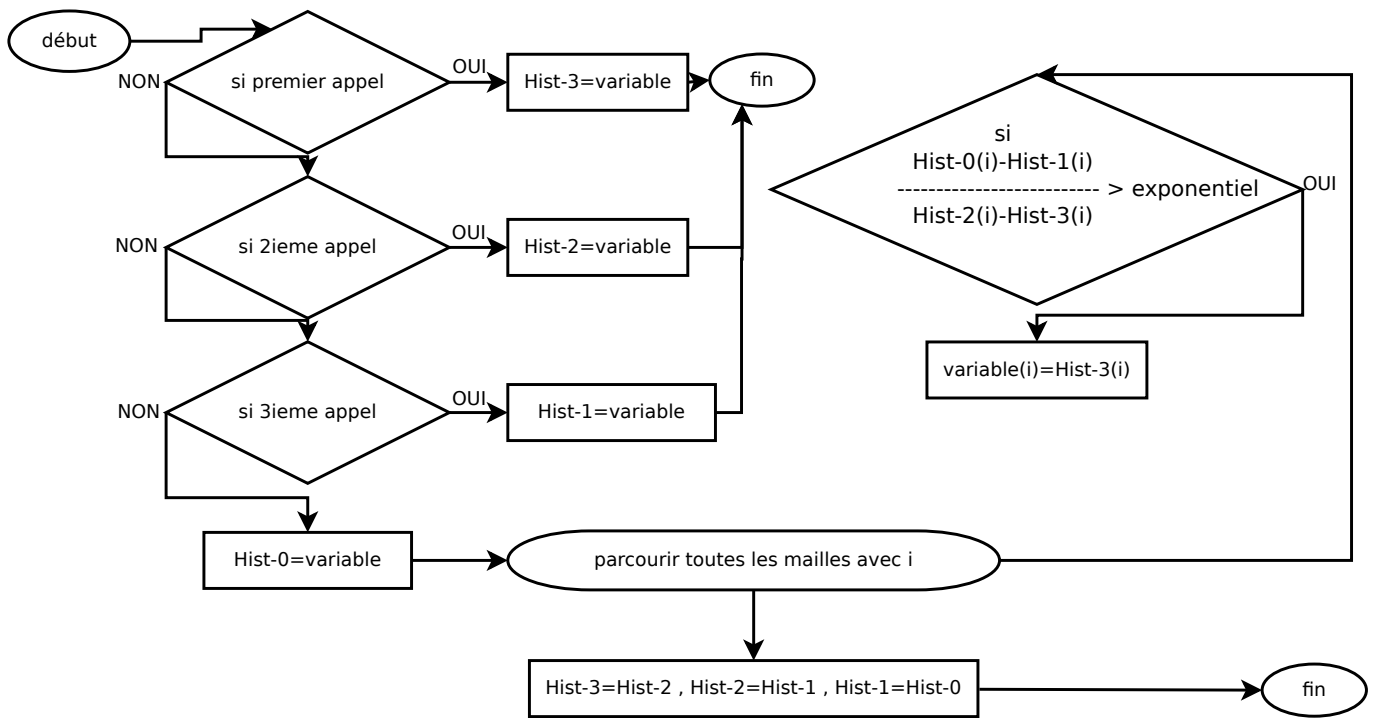 début
si premier appel
NON
OUI
Hist-3=variable
fin
si 2ieme appel
NON
OUI
Hist-2=variable
si 3ieme appel
NON
OUI
Hist-1=variable
Hist-0=variable
parcourir toutes les mailles avec i
si
Hist-0(i)-Hist-1(i)
-------------------------- > exponentiel
Hist-2(i)-Hist-3(i)
OUI
variable(i)=Hist-3(i)
Hist-3=Hist-2 , Hist-2=Hist-1 , Hist-1=Hist-0
fin